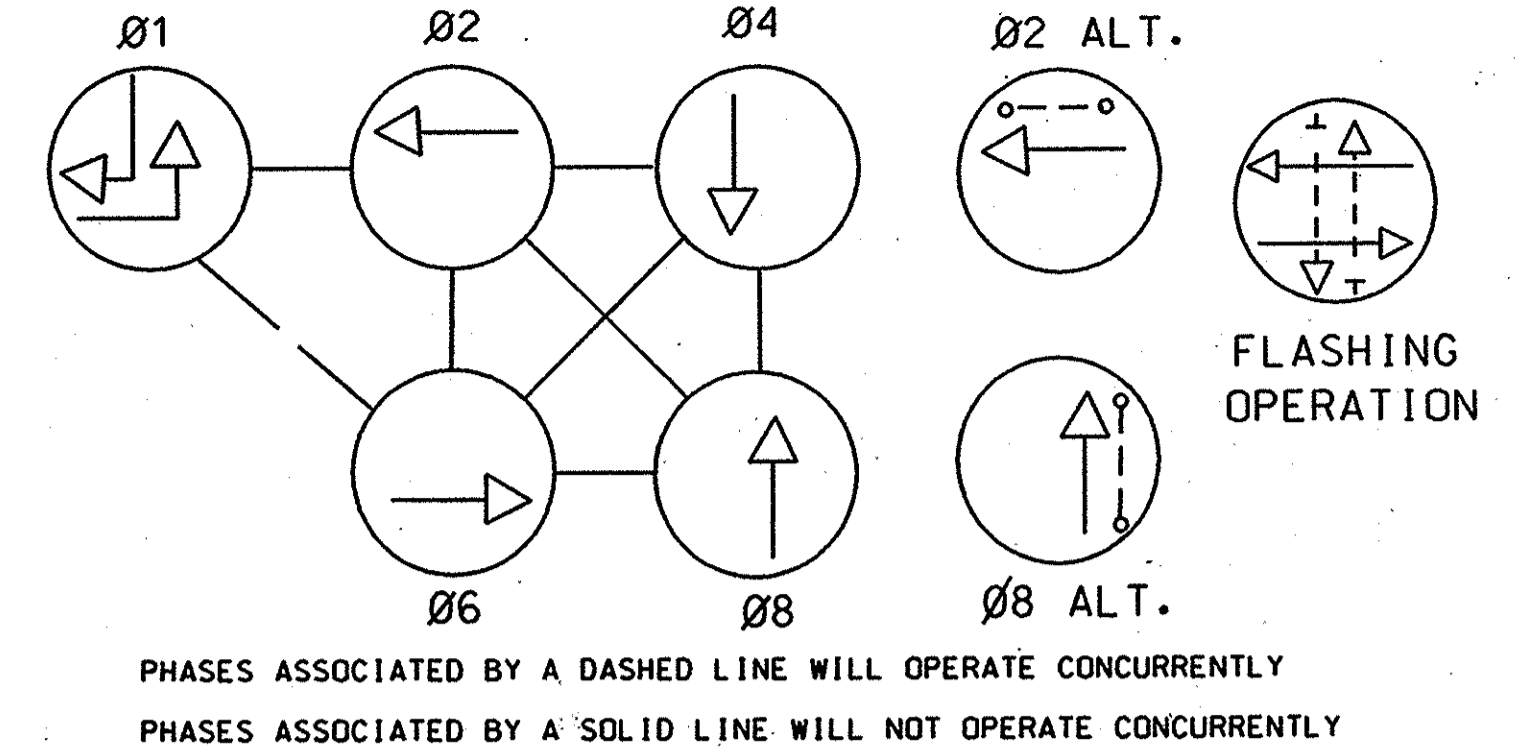 Ø1
Ø2
Ø4
Ø2 ALT.
FLASHING
OPERATION
Ø6
Ø8
Ø8 ALT.
PHASES ASSOCIATED BY A DASHED LINE WILL OPERATE CONCURRENTLY
PHASES ASSOCIATED BY A SOLID LINE WILL NOT OPERATE CONCURRENTLY